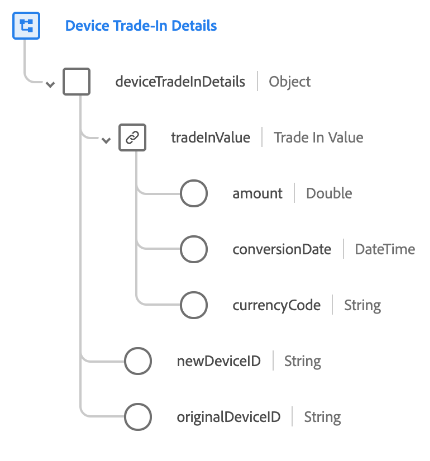 Device Trade-In Details
deviceTradeInDetails Object
tradeInValue Trade In Value
amount Double
conversionDate DateTime
currencyCode String
newDeviceID String
originalDeviceID String